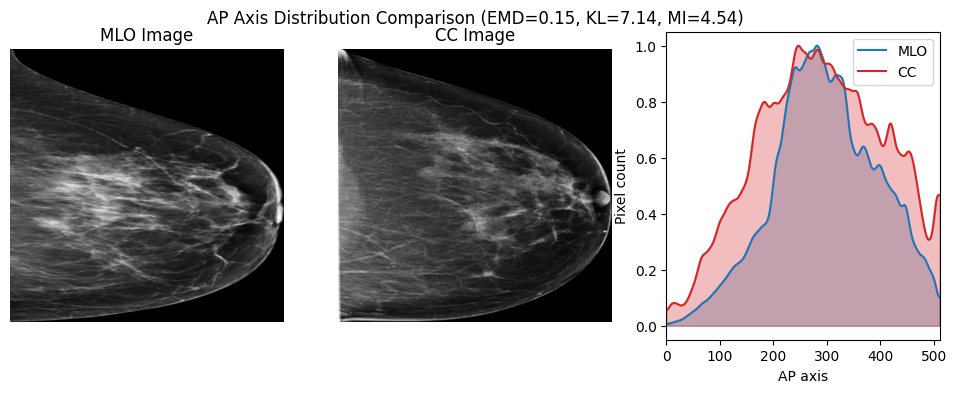 AP Axis Distribution Comparison (EMD=0.15, KL=7.14, MI=4.54)
MLO Image
CC Image
MLO
CC
Pixel count
1.0
0.8
0.6
0.4
0.2
0.0
0 100 200 300 400 500
AP axis